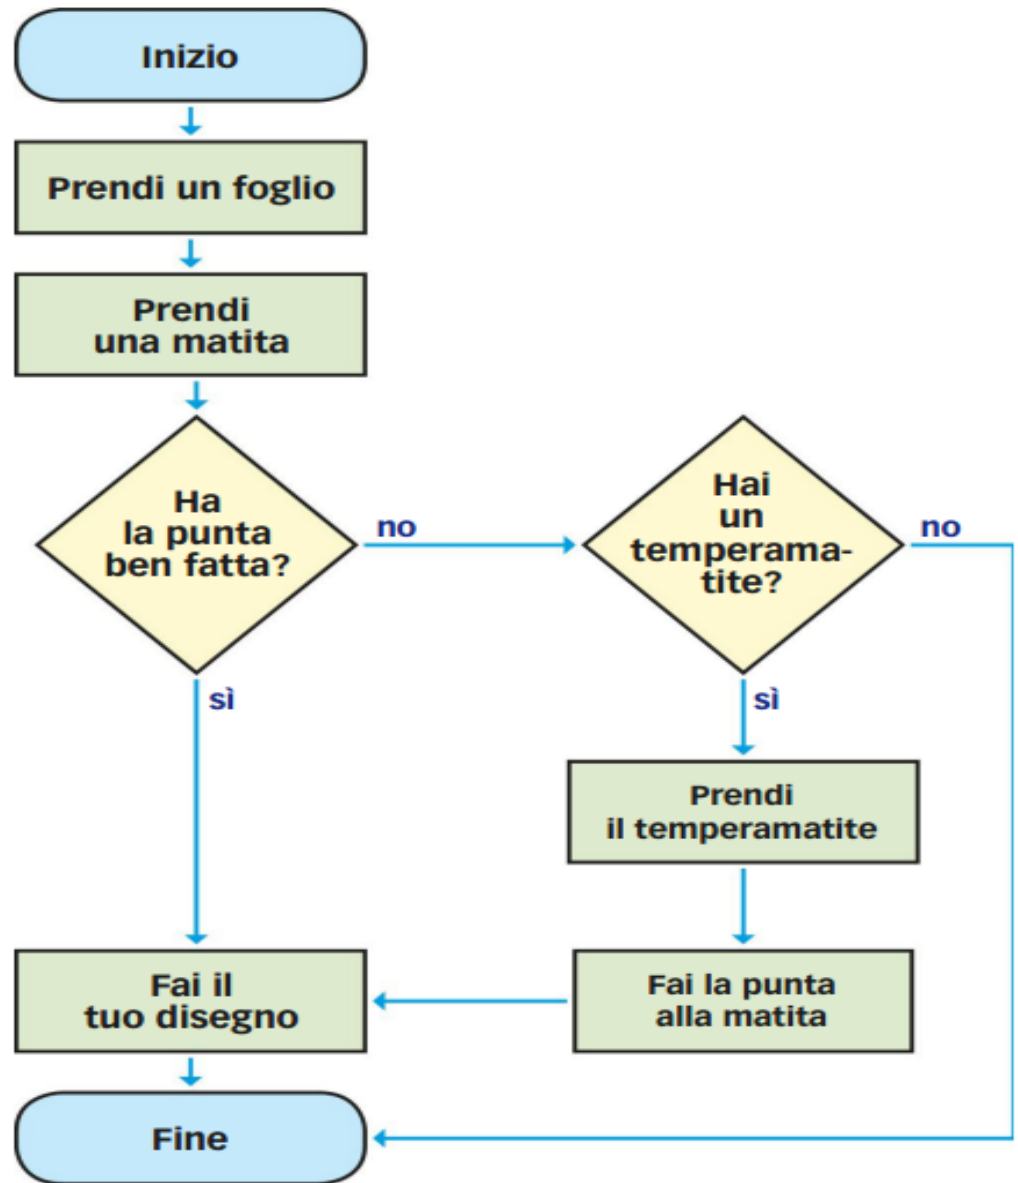 Inizio
Prendi un foglio
Prendi
una matita
Ha
la punta
ben fatta?
no
Hai
un
temperama-
tite?
no
sì
sì
Prendi
il temperatite
Fai la punta
alla matita
Fai il
tuo disegno
Fine